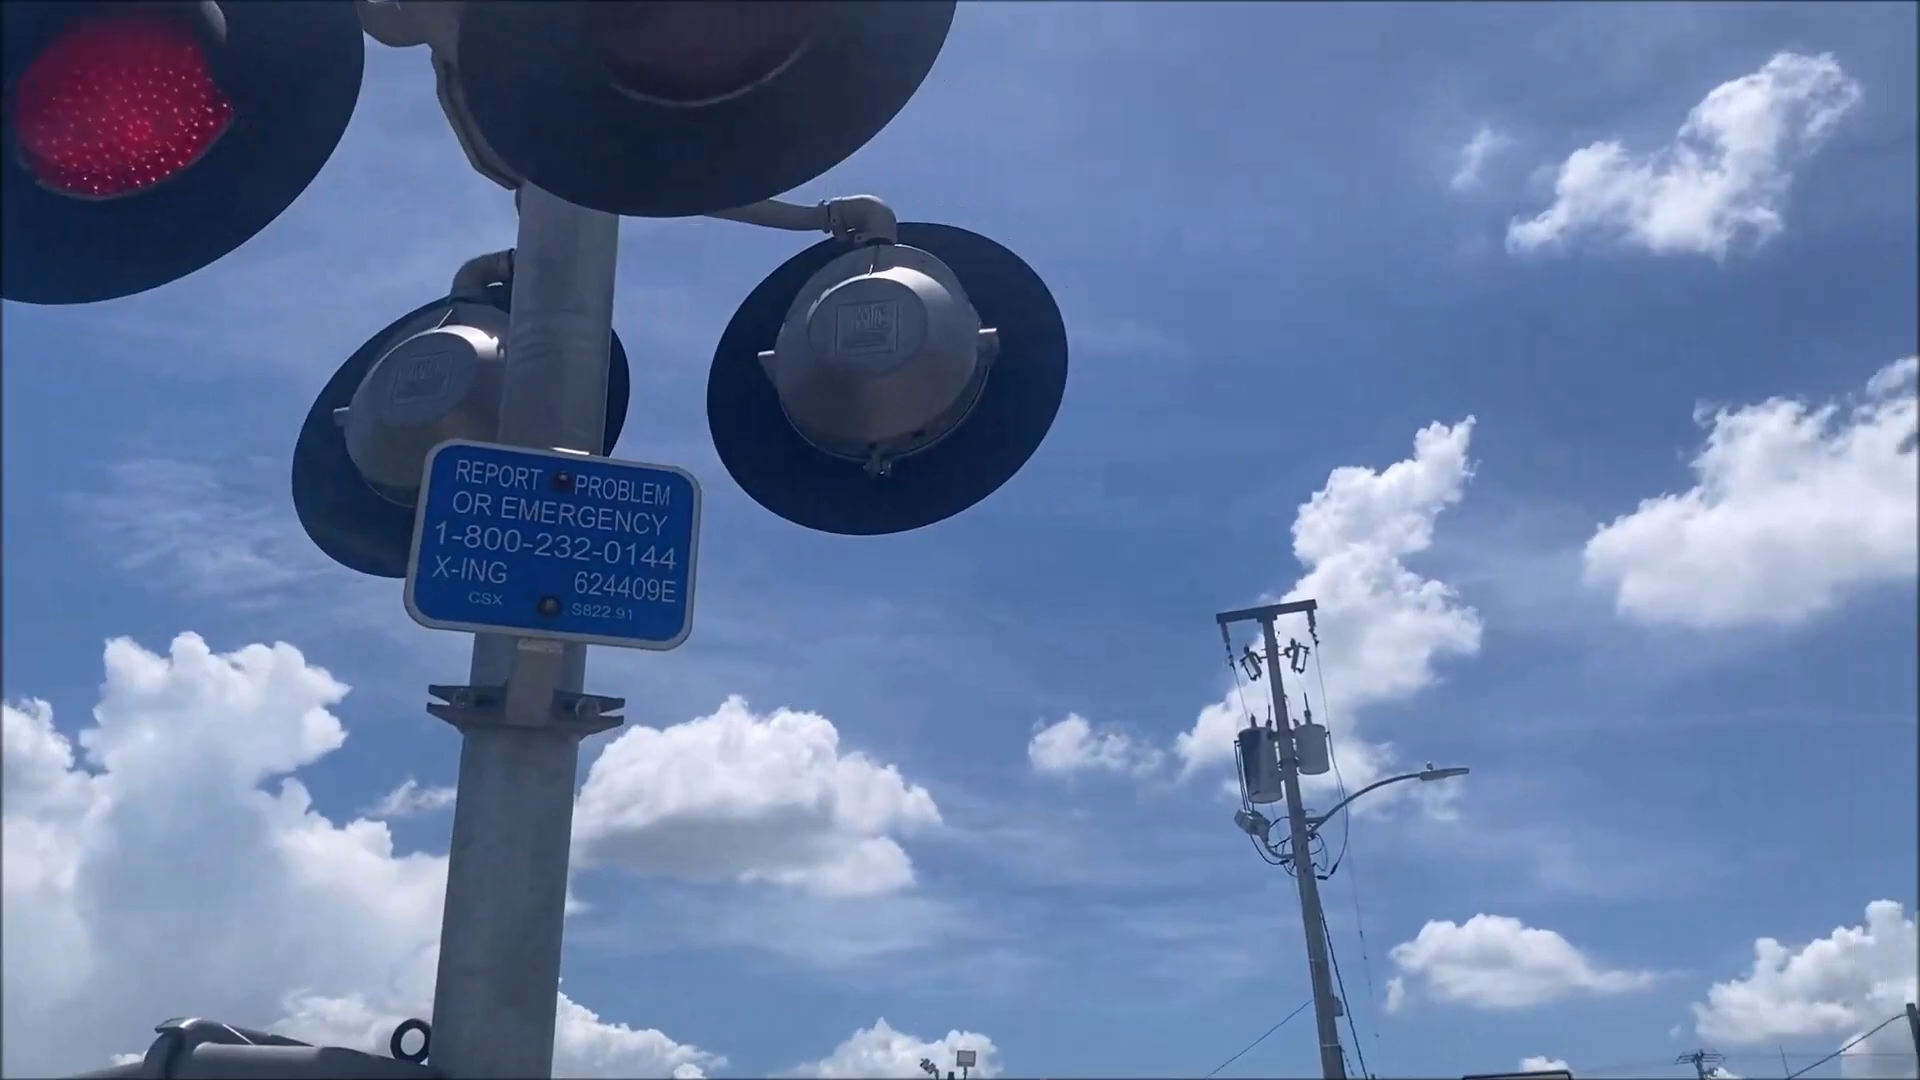 REPORT PROBLEM
OR EMERGENCY
1-800-232-0144
X-ING 624409E
CSX S822.91